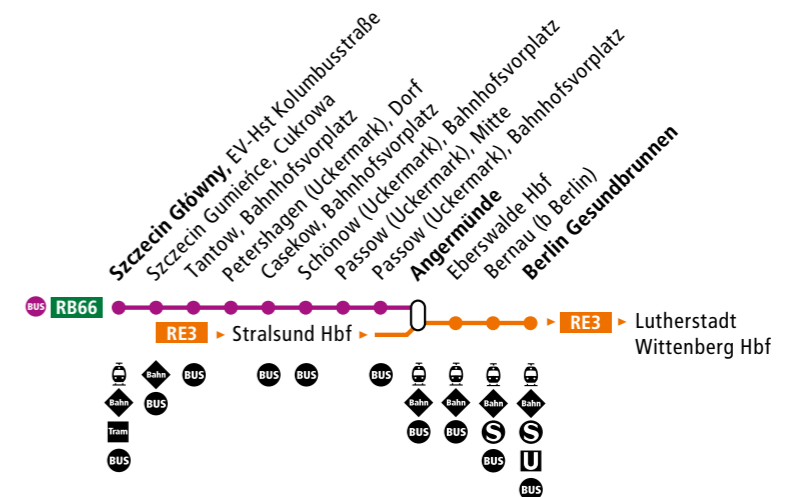 Szczecin Główny, EV-Hst Kolumbusstraße
Szczecin Gumieńce, Cukrowa
Tantow, Bahnhofsvorplatz
Petershagen (Uckermark), Dorf
Casekow, Bahnhofsvorplatz
Schönow (Uckermark), Bahnhofsvorplatz
Passow (Uckermark), Mitte
Passow (Uckermark), Bahnhofsvorplatz
Angermünde
Eberswalde Hbf
Bernau (b Berlin)
Berlin Gesundbrunnen
BUS RB66
RE3 Stralsund Hbf
RE3 Lutherstadt
Wittenberg Hbf
Bahn BUS BUS BUS BUS
Bahn BUS Bahn Bahn Bahn Bahn
Tram BUS BUS S S
BUS BUS U
BUS